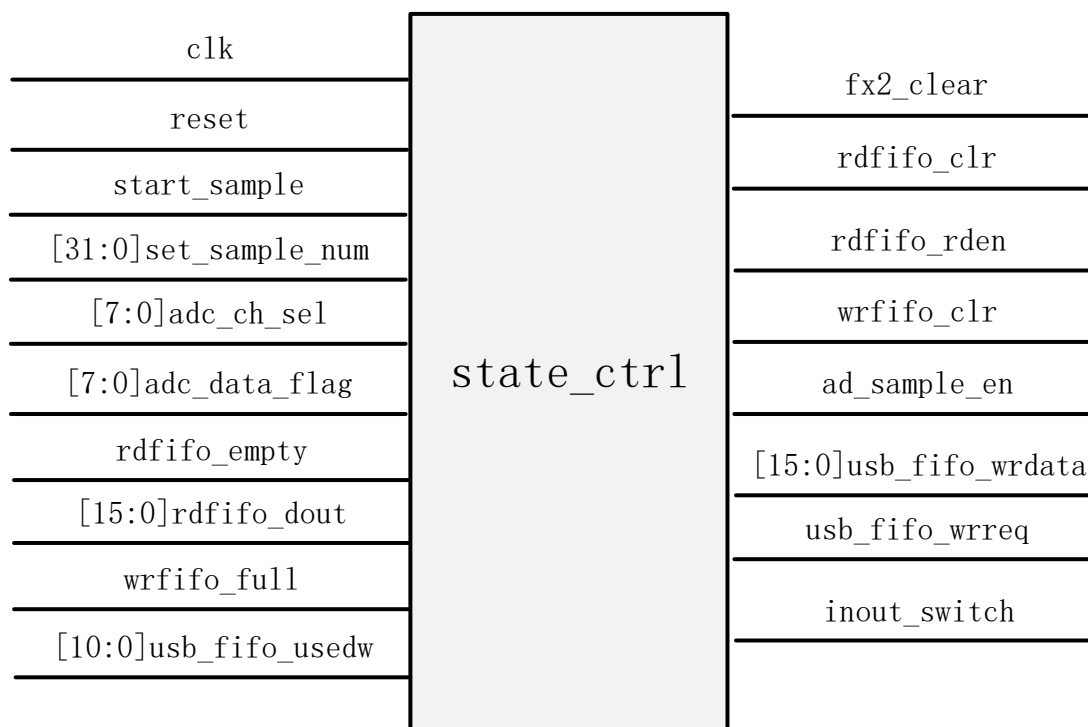 clk
reset
start_sample
[31:0]set_sample_num
[7:0]adc_ch_sel
[7:0]adc_data_flag
rdfifo_empty
[15:0]rdfifo_dout
wrfifo_full
[10:0]usb_fifo_usedw
state_ctrl
fx2_clear
rdfifo_clr
rdfifo_rden
wrfifo_clr
ad_sample_en
[15:0]usb_fifo_wrdata
usb_fifo_wrreq
inout_switch